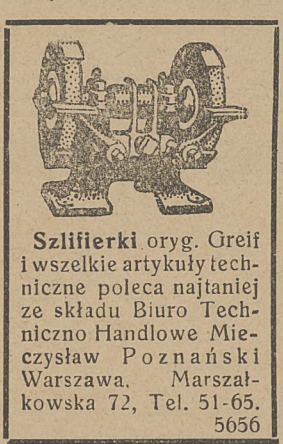 Szlifierki oryg. Greif
i wszelkie artykuły tech-
niczne poleca najtaniej
ze składu Biuro Tech-
niczno Handlowe Mie-
czysław Poznański
Warszawa, Marszał-
kowska 72, Tel. 51-65.
5656